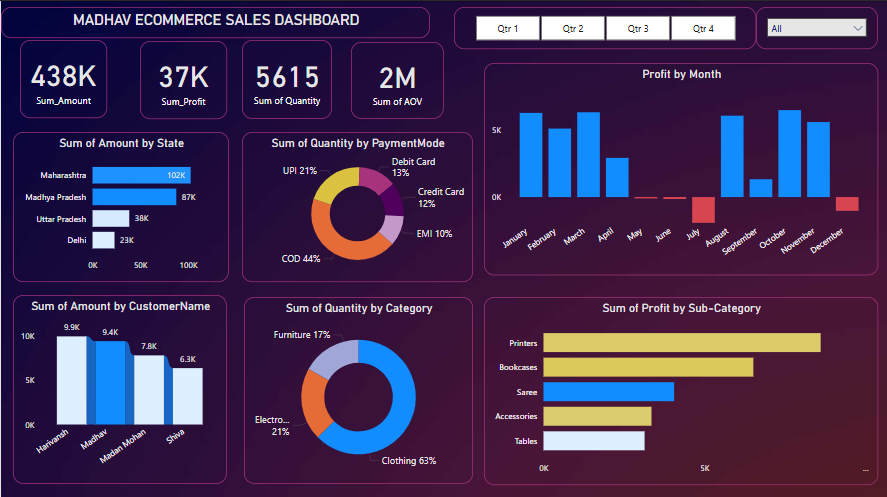 MADHAV ECOMMERCE SALES DASHBOARD
Qtr 1
Qtr 2
Qtr 3
Qtr 4
All
438K
Sum_Amount
37K
Sum_Profit
5615
Sum of Quantity
2M
Sum of AOV
Profit by Month
5K
0K
January
February
March
April
May
June
July
August
September
October
November
December
Sum of Amount by State
Maharashtra
102K
Madhya Pradesh
87K
Uttar Pradesh
38K
Delhi
23K
0K
50K
100K
Sum of Quantity by PaymentMode
UPI 21%
Debit Card
13%
Credit Card
12%
EMI 10%
COD 44%
Sum of Amount by CustomerName
10K
5K
0K
9.9K
9.4K
7.8K
6.3K
Harivansh
Madhav
Madan Mohan
Shiva
Sum of Quantity by Category
Furniture 17%
Electro...
21%
Clothing 63%
Sum of Profit by Sub-Category
Printers
Bookcases
Saree
Accessories
Tables
0K
5K
...